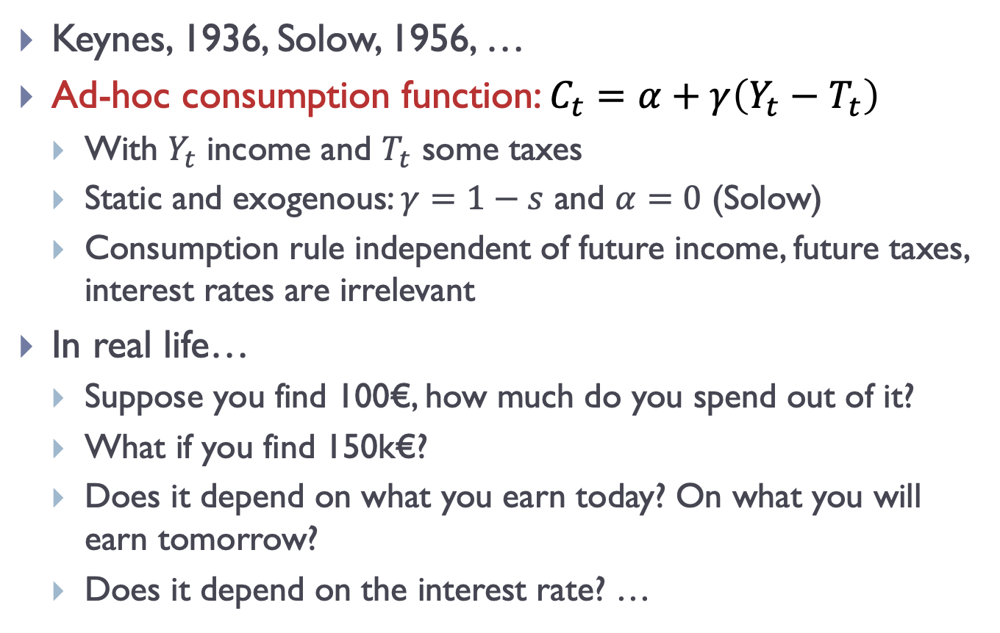 Keynes, 1936, Solow, 1956, …
Ad-hoc consumption function: C_t = α + γ(Y_t − T_t)
With Y_t income and T_t some taxes
Static and exogenous: γ = 1 − s and α = 0 (Solow)
Consumption rule independent of future income, future taxes,
interest rates are irrelevant
In real life…
Suppose you find 100€, how much do you spend out of it?
What if you find 150k€?
Does it depend on what you earn today? On what you will
earn tomorrow?
Does it depend on the interest rate? …